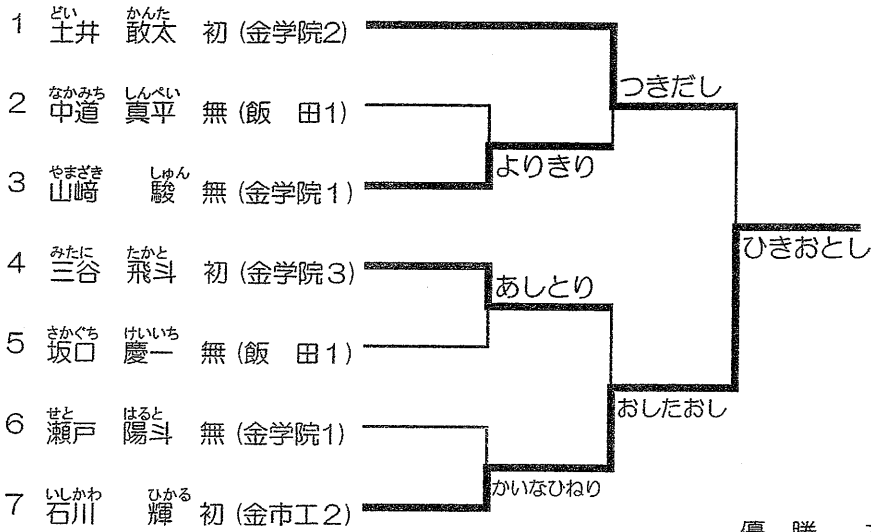 1 土井 敢太 初 (金学院2)
どい かんた
2 中道 真平 無 (飯 田1)
なかみち しんぺい
3 山﨑 駿 無 (金学院1)
やまざき しゅん
4 三谷 飛斗 初 (金学院3)
みたに たかと
5 坂口 慶一 無 (飯 田1)
さかぐち けいいち
6 瀬戸 陽斗 無 (金学院1)
せと はると
7 石川 輝 初 (金市工2)
いしかわ ひかる
つきだし
よりきり
ひきおとし
あしとり
おしたおし
かいなひねり
優 勝